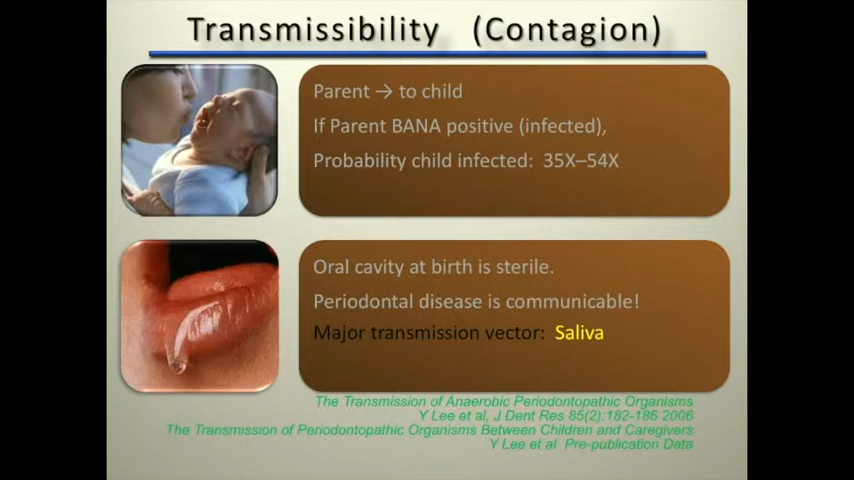 Transmissibility (Contagion)
Parent → to child
If Parent BANA positive (infected),
Probability child infected: 35X–54X
Oral cavity at birth is sterile.
Periodontal disease is communicable!
Major transmission vector: Saliva
The Transmission of Anaerobic Periodontopathic Organisms
Y Lee et al, J Dent Res 85(2):182-186 2006
The Transmission of Periodontopathic Organisms Between Children and Caregivers
Y Lee et al Pre-publication Data